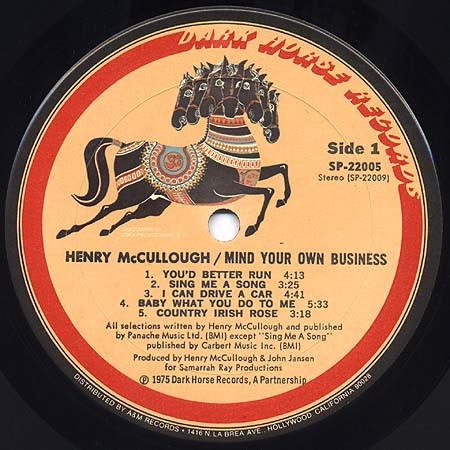 DARK HORSE RECORDS
Side 1
SP-22005
Stereo (SP-22009)
HENRY McCULLOUGH / MIND YOUR OWN BUSINESS
1. YOU'D BETTER RUN 4:13
2. SING ME A SONG 3:25
3. I CAN DRIVE A CAR 4:41
4. BABY WHAT YOU DO TO ME 5:33
5. COUNTRY IRISH ROSE 3:18
All selections written by Henry McCullough and published
by Panache Music Ltd. (BMI) except "Sing Me A Song"
published by Carbert Music Inc. (BMI)
Produced by Henry McCullough & John Jansen
for Samarrah Ray Productions
℗ 1975 Dark Horse Records, A Partnership
DISTRIBUTED BY A&M RECORDS • 1416 N. LA BREA AVE., HOLLYWOOD, CALIFORNIA 90028